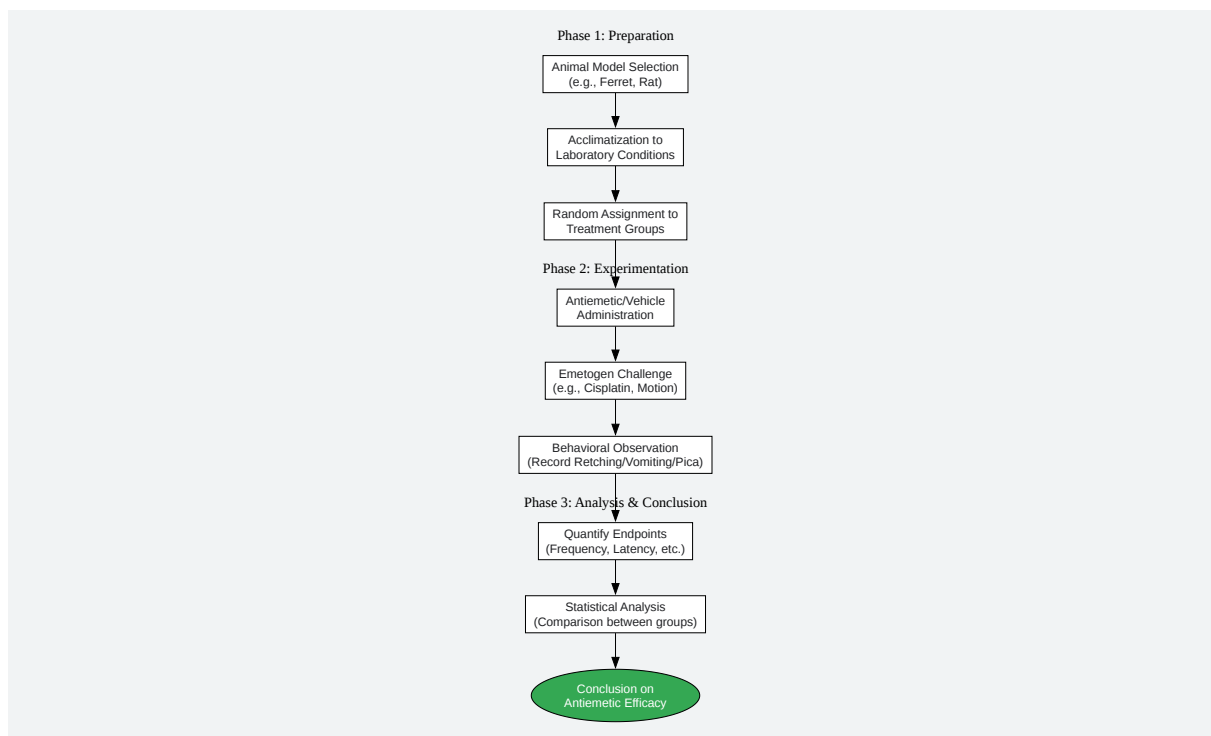 Phase 1: Preparation
Animal Model Selection
(e.g., Ferret, Rat)
Acclimatization to
Laboratory Conditions
Random Assignment to
Treatment Groups
Phase 2: Experimentation
Antiemetic/Vehicle
Administration
Emetogen Challenge
(e.g., Cisplatin, Motion)
Behavioral Observation
(Record Retching/Vomiting/Pica)
Phase 3: Analysis & Conclusion
Quantify Endpoints
(Frequency, Latency, etc.)
Statistical Analysis
(Comparison between groups)
Conclusion on
Antiemetic Efficacy